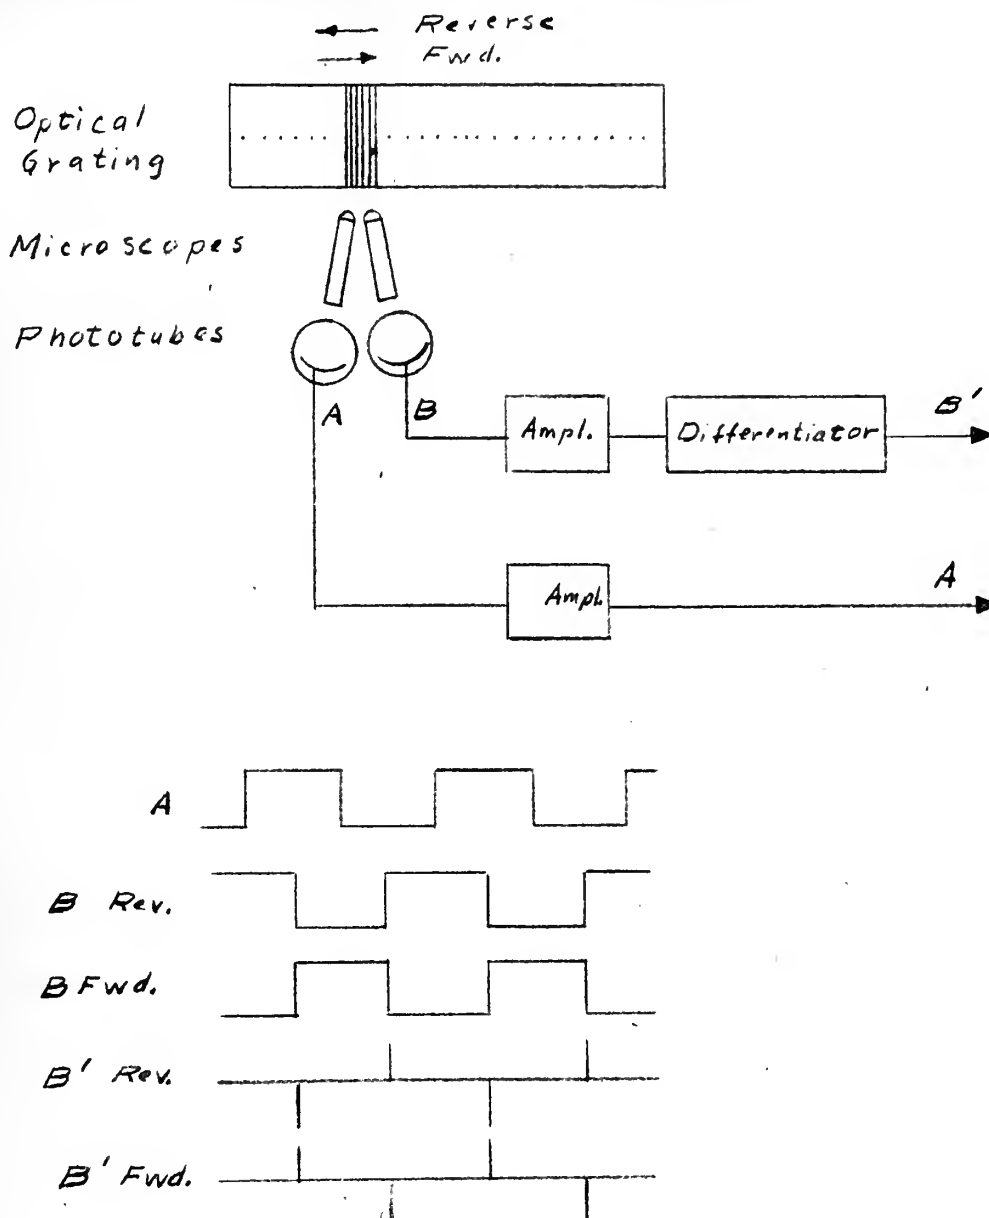 Reverse
Fwd.
Optical
Grating
Microscopes
Phototubes
A
B
Ampl.
Differentiator
B'
Ampl.
A
A
B Rev.
B Fwd.
B' Rev.
B' Fwd.